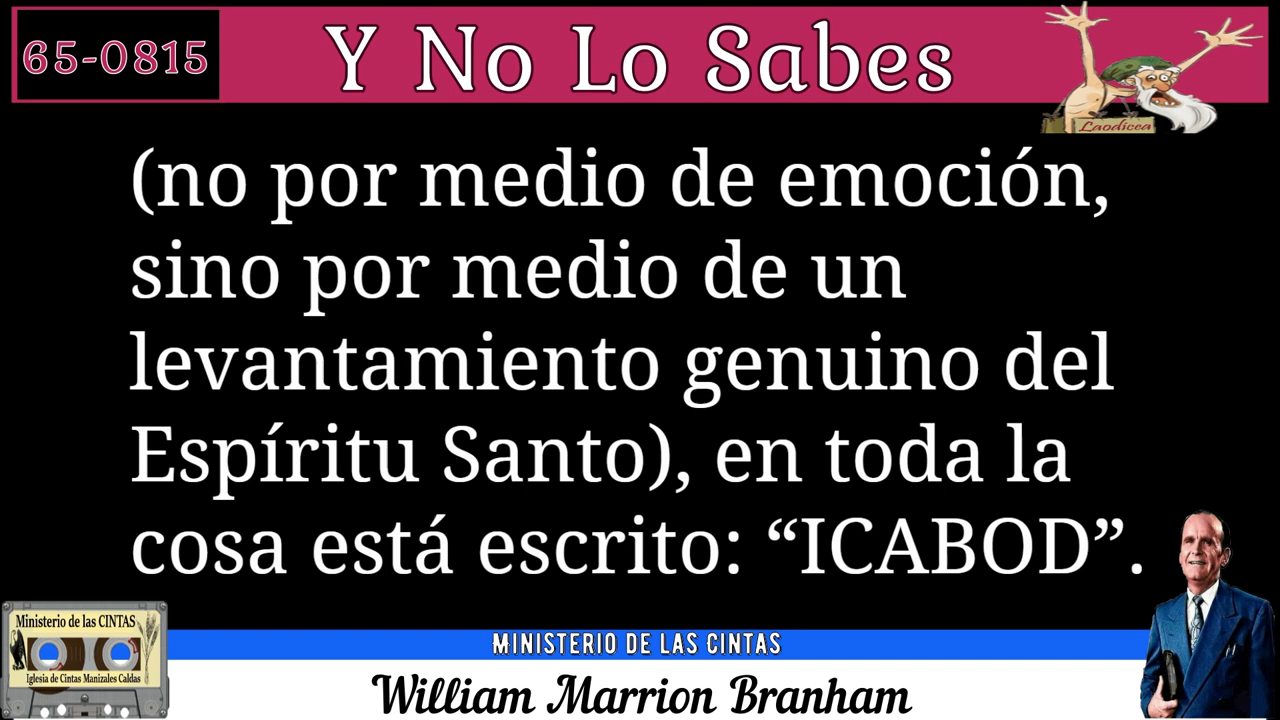 65-0815
Y No Lo Sabes
Laodicea
(no por medio de emoción,
sino por medio de un
levantamiento genuino del
Espíritu Santo), en toda la
cosa está escrito: “ICABOD”.
Ministerio de las CINTAS
Iglesia de Cintas Manizales Caldas
MINISTERIO DE LAS CINTAS
William Marrion Branham